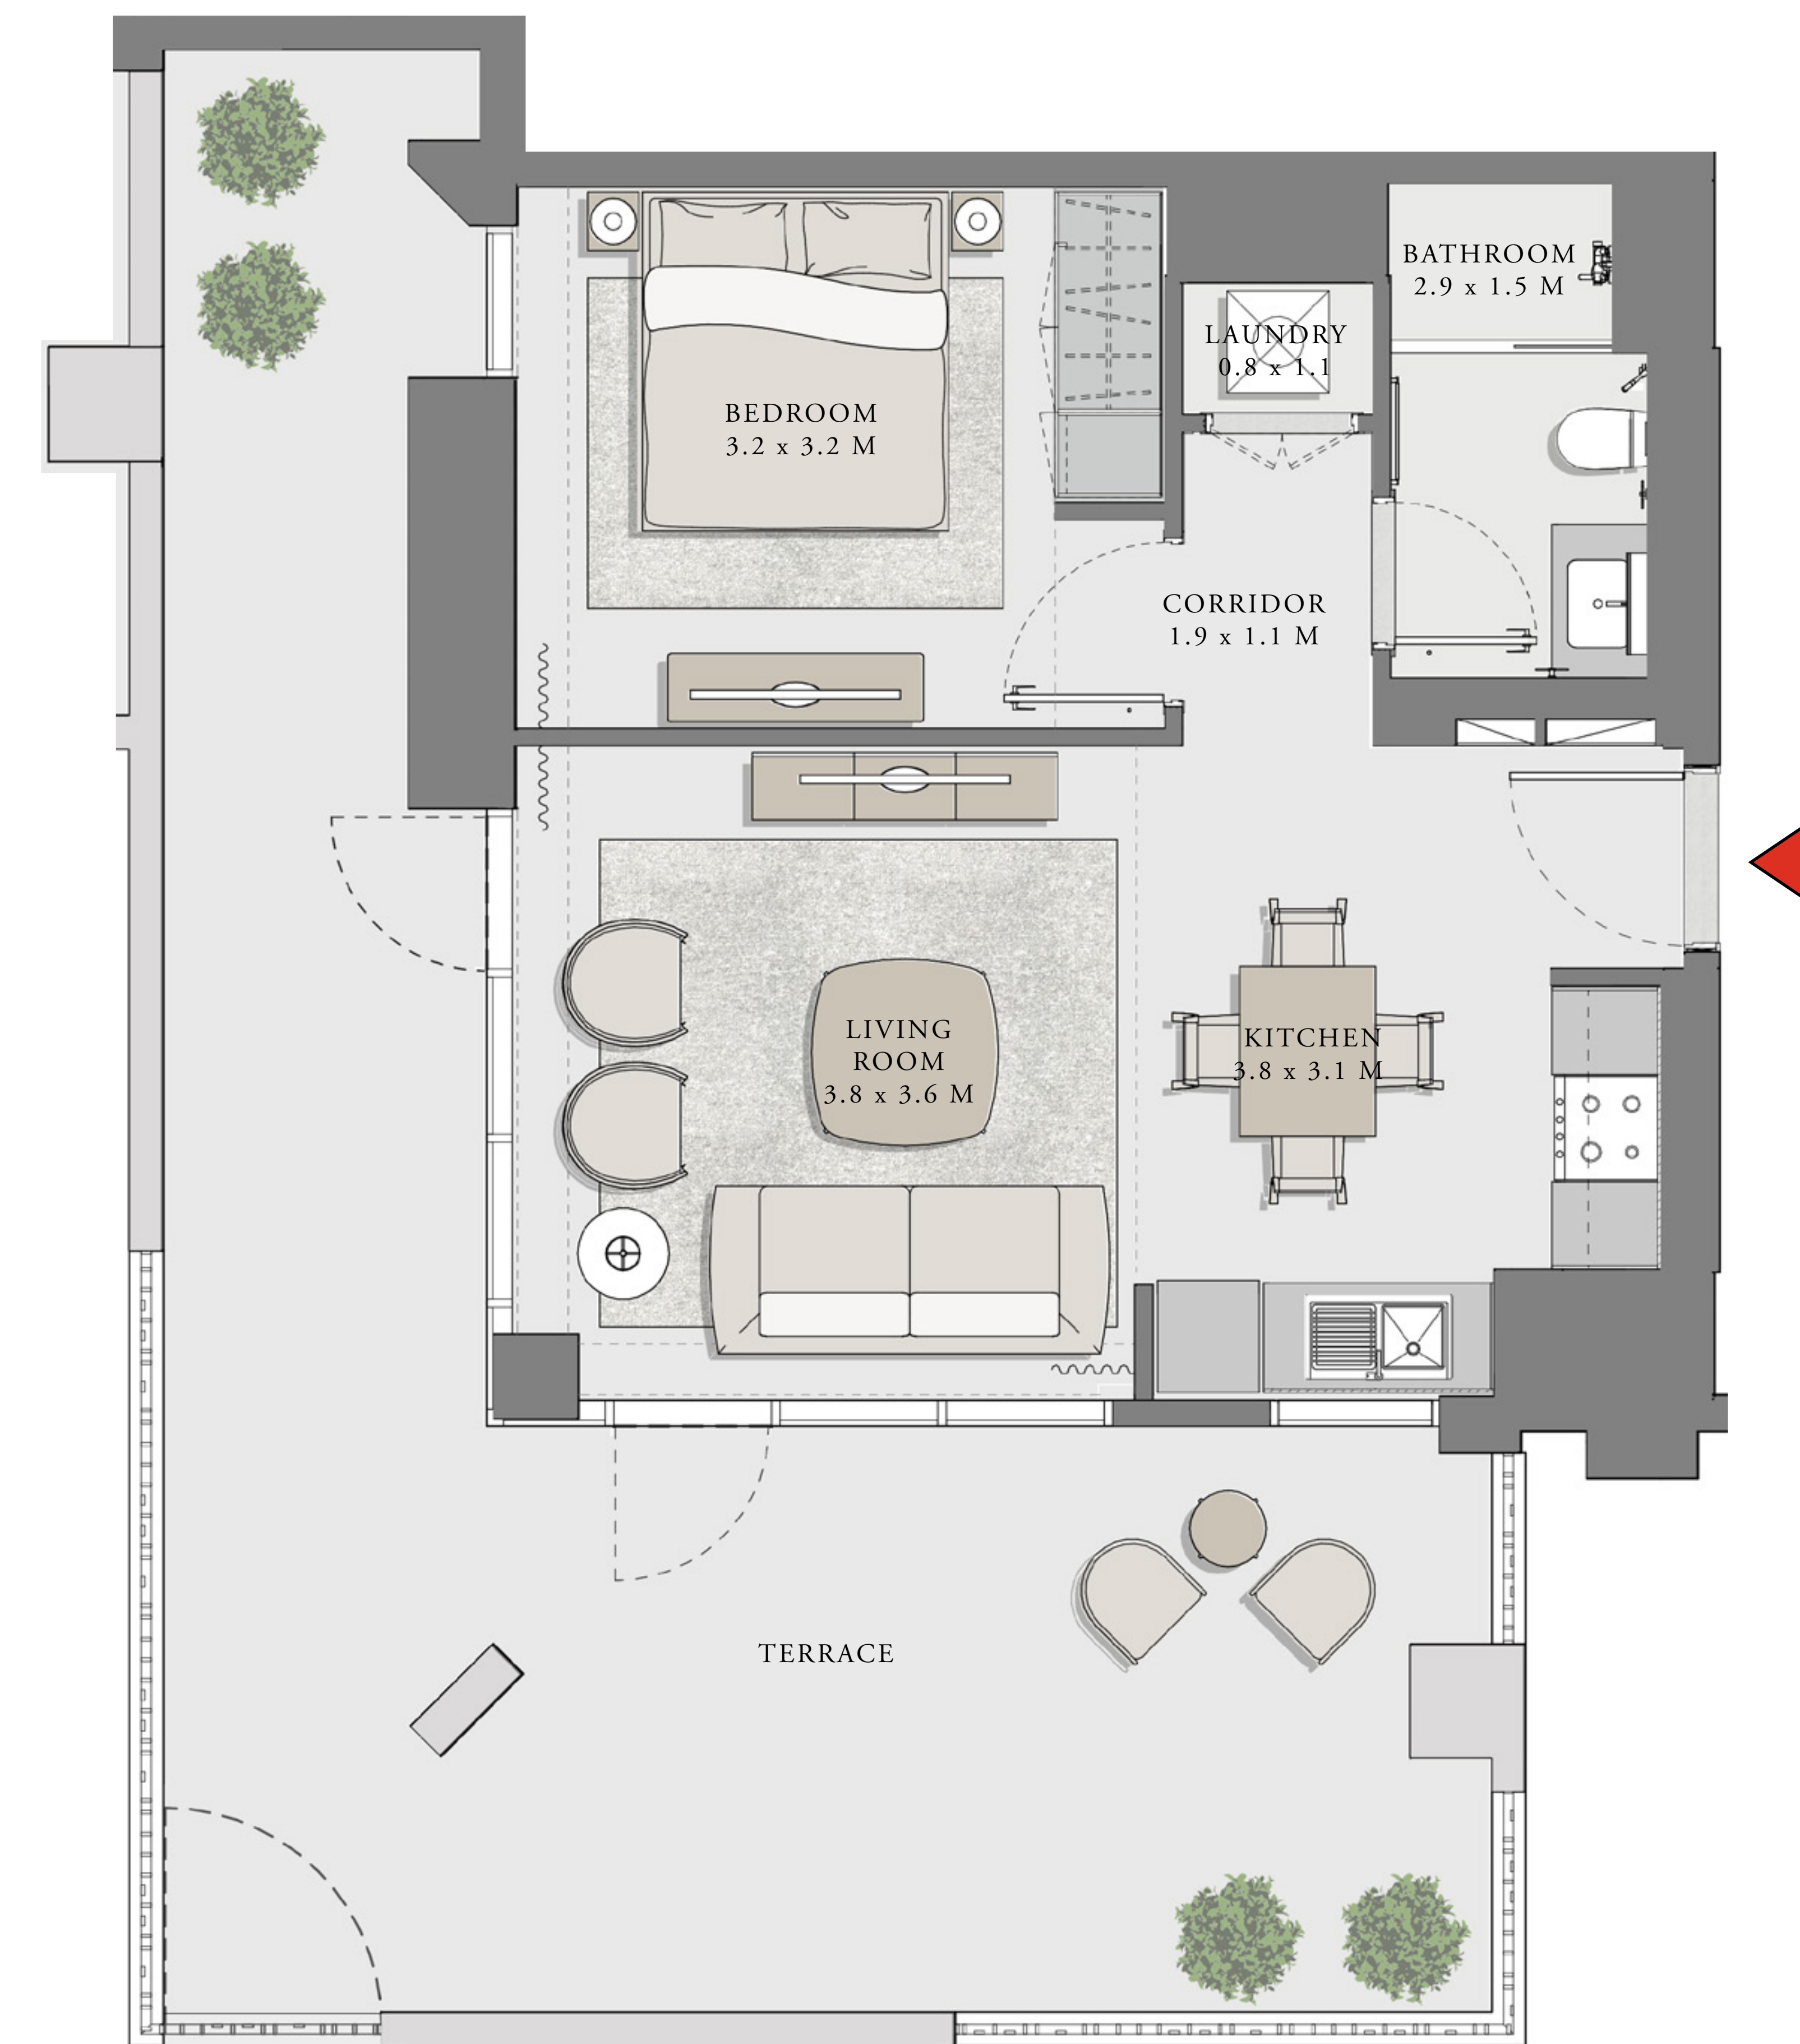 BATHROOM
2.9 x 1.5 M
LAUNDRY
0.8 x 1.1
BEDROOM
3.2 x 3.2 M
CORRIDOR
1.9 x 1.1 M
LIVING
ROOM
3.8 x 3.6 M
KITCHEN
3.8 x 3.1 M
TERRACE